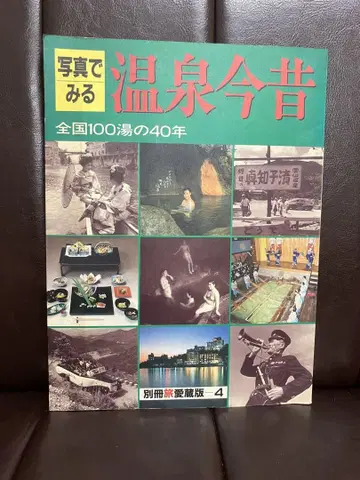 写真で
みる
温泉今昔
全国100湯の40年
別冊旅愛蔵版—4